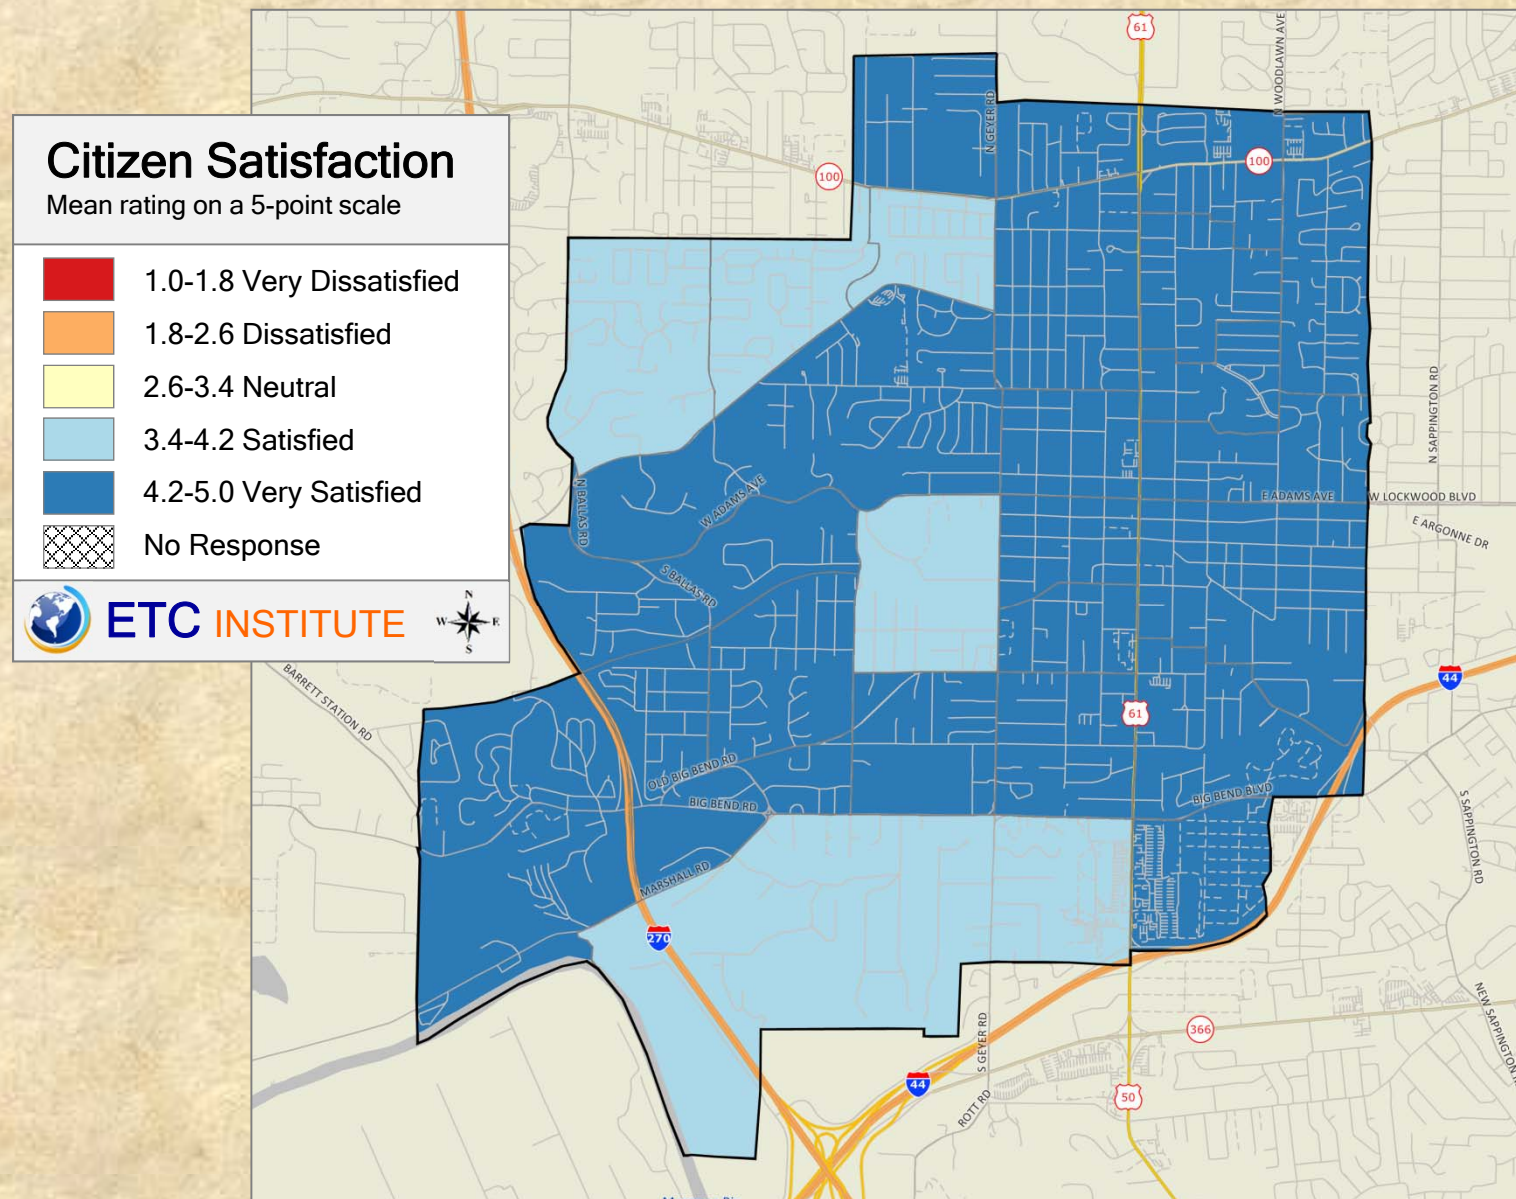 Citizen Satisfaction
Mean rating on a 5-point scale
1.0-1.8 Very Dissatisfied
1.8-2.6 Dissatisfied
2.6-3.4 Neutral
3.4-4.2 Satisfied
4.2-5.0 Very Satisfied
No Response
ETC INSTITUTE
N
W E
S
61
N WOODLAWN AVE
N GEYER RD
100
100
N SAPPINGTON RD
N BALLAS RD
W ADAMS AVE
E ADAMS AVE
W LOCKWOOD BLVD
E ARGONNE DR
S BALLAS RD
BARRETT STATION RD
44
61
OLD BIG BEND RD
BIG BEND RD
BIG BEND BLVD
S SAPPINGTON RD
MARSHALL RD
270
NEW SAPPINGTON
S GEYER RD
366
44
50
ROTT RD